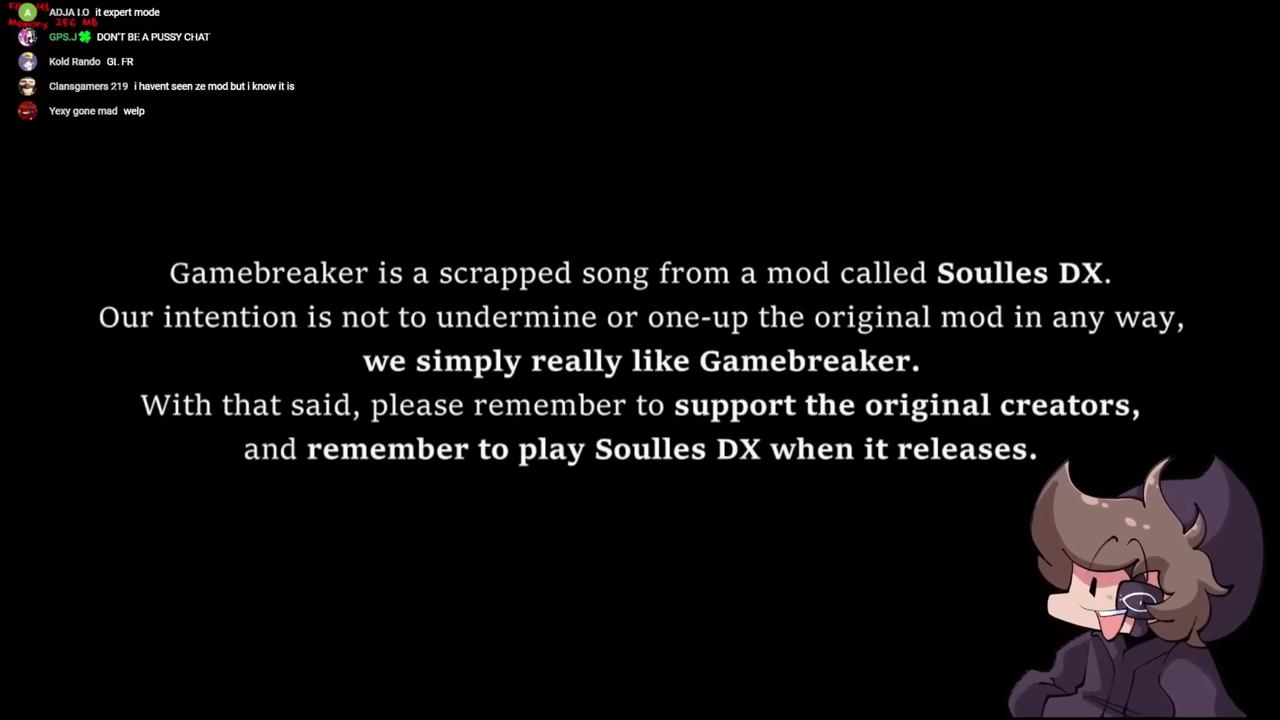 ADJA I.O it expert mode
Memory: 256 MB
GPS.J DON'T BE A PUSSY CHAT
Kold Rando GL FR
Clansgamers 219 i havent seen ze mod but i know it is
Yexy gone mad welp
Gamebreaker is a scrapped song from a mod called Soulles DX.
Our intention is not to undermine or one-up the original mod in any way,
we simply really like Gamebreaker.
With that said, please remember to support the original creators,
and remember to play Soulles DX when it releases.